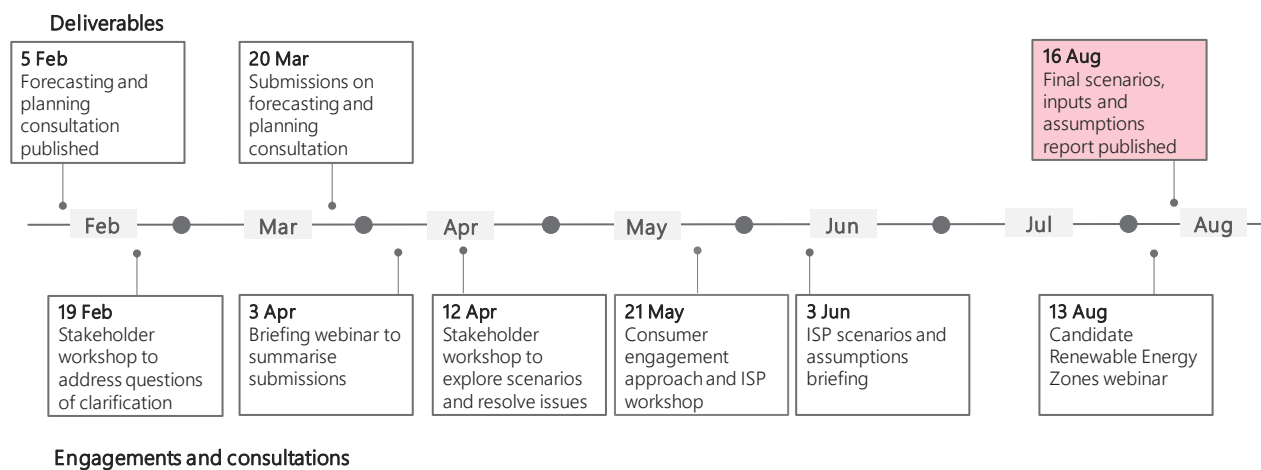 Deliverables
5 Feb
Forecasting and
planning
consultation
published
20 Mar
Submissions on
forecasting and
planning
consultation
16 Aug
Final scenarios,
inputs and
assumptions
report published
Feb
Mar
Apr
May
Jun
Jul
Aug
19 Feb
Stakeholder
workshop to
address questions
of clarification
3 Apr
Briefing webinar to
summarise
submissions
12 Apr
Stakeholder
workshop to
explore scenarios
and resolve issues
21 May
Consumer
engagement
approach and ISP
workshop
3 Jun
ISP scenarios and
assumptions
briefing
13 Aug
Candidate
Renewable Energy
Zones webinar
Engagements and consultations